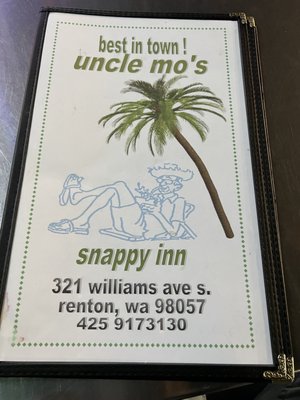 best in town !
uncle mo's
snappy inn
321 williams ave s.
renton, wa 98057
425 9173130